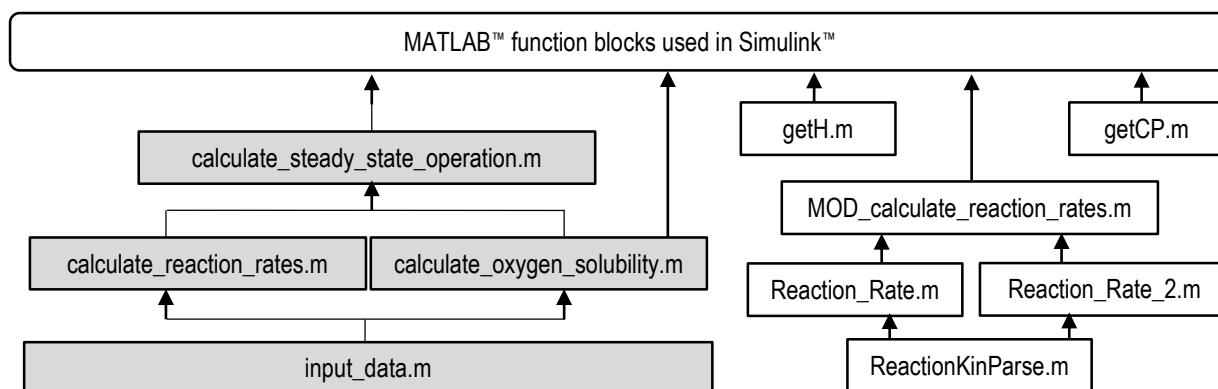 MATLAB™ function blocks used in Simulink™
getH.m
getCP.m
calculate_steady_state_operation.m
MOD_calculate_reaction_rates.m
calculate_reaction_rates.m
calculate_oxygen_solubility.m
Reaction_Rate.m
Reaction_Rate_2.m
input_data.m
ReactionKinParse.m